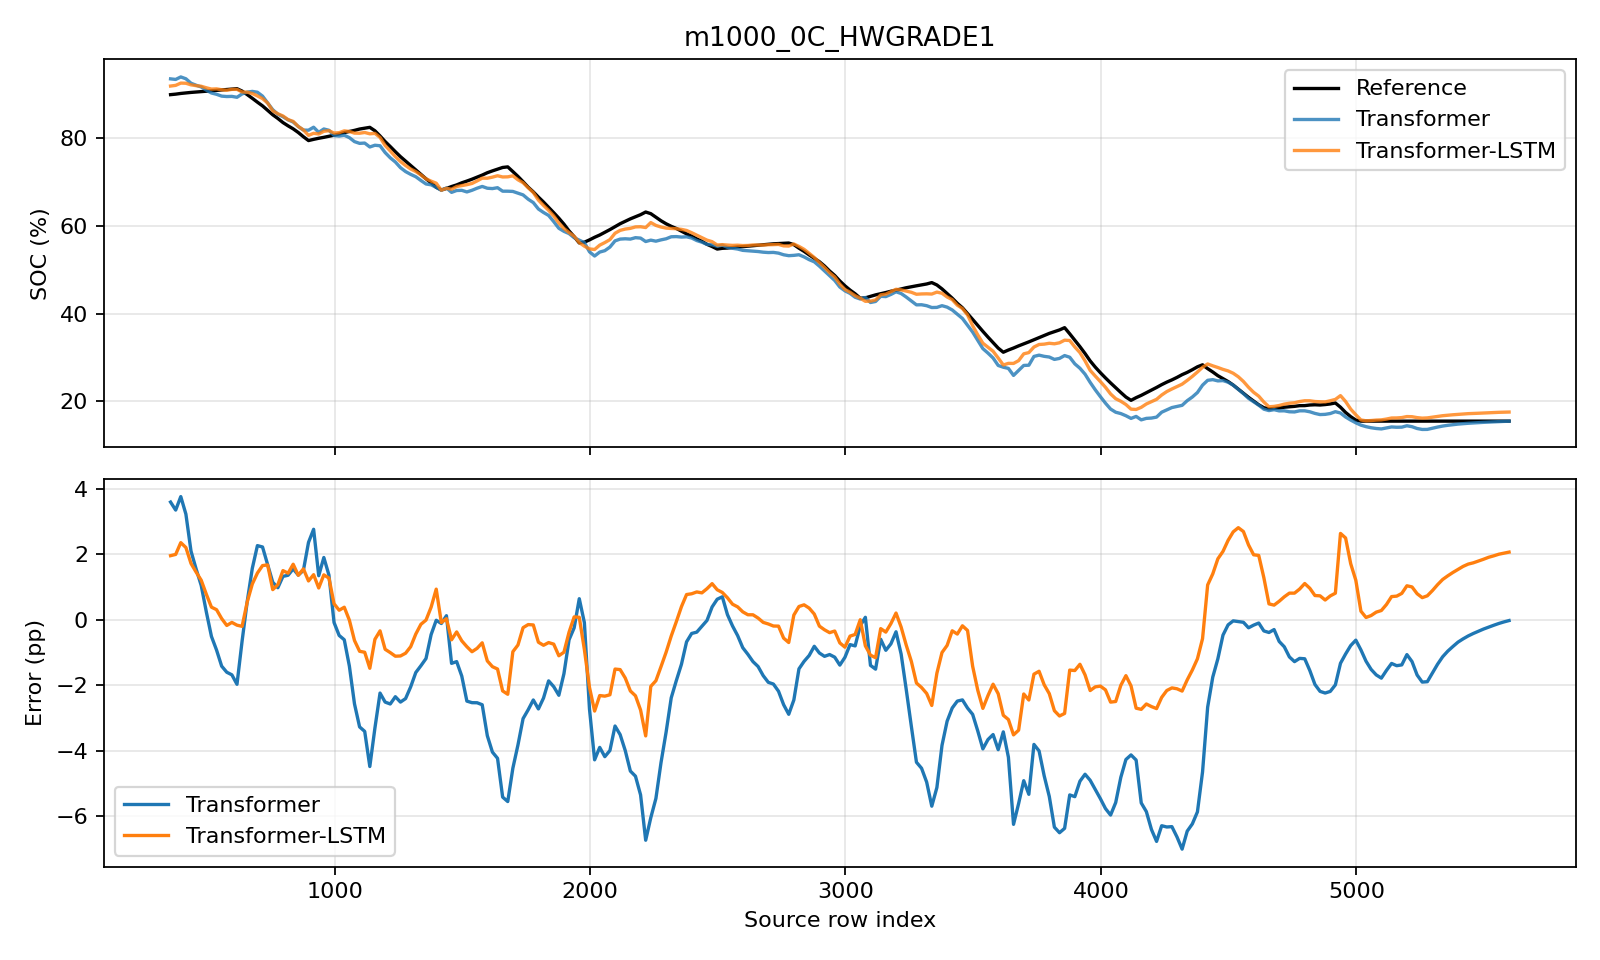 m1000_0C_HWGRADE1
SOC (%)
80
60
40
20
Reference
Transformer
Transformer-LSTM
Error (pp)
4
2
0
−2
−4
−6
Transformer
Transformer-LSTM
1000
2000
3000
4000
5000
Source row index